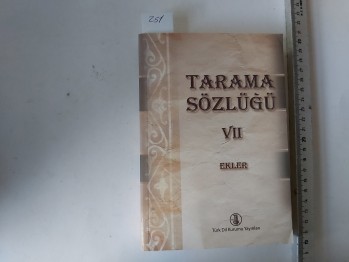 251
TARAMA
SÖZLÜĞÜ
VII
EKLER
Türk Dil Kurumu Yayınları